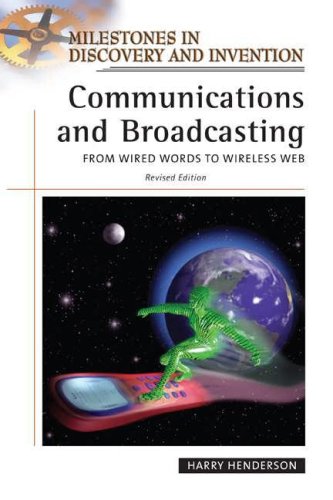 MILESTONES IN
DISCOVERY AND INVENTION
Communications
and Broadcasting
FROM WIRED WORDS TO WIRELESS WEB
Revised Edition
HARRY HENDERSON